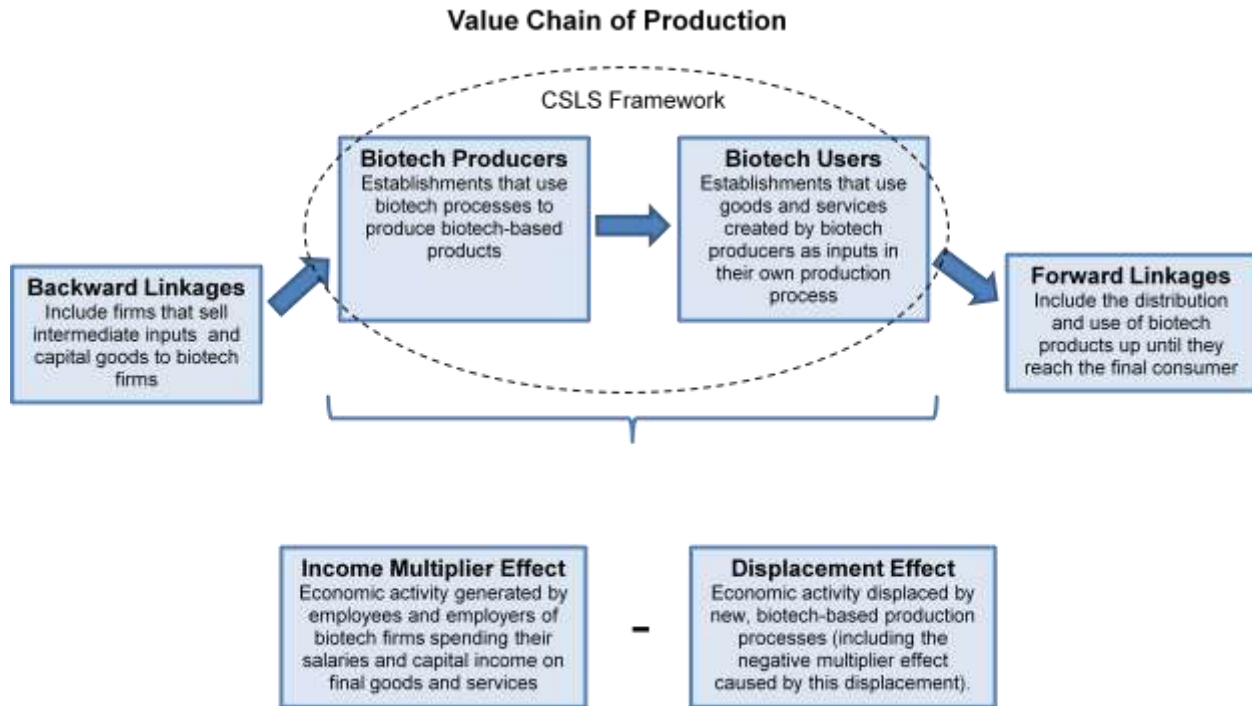 Value Chain of Production
CSLS Framework
Biotech Producers
Establishments that use
biotech processes to
produce biotech-based
products
Biotech Users
Establishments that use
goods and services
created by biotech
producers as inputs in
their own production
process
Backward Linkages
Include firms that sell
intermediate inputs and
capital goods to biotech
firms
Forward Linkages
Include the distribution
and use of biotech
products up until they
reach the final consumer
Income Multiplier Effect
Economic activity generated by
employees and employers of
biotech firms spending their
salaries and capital income on
final goods and services
-
Displacement Effect
Economic activity displaced by
new, biotech-based production
processes (including the
negative multiplier effect
caused by this displacement).